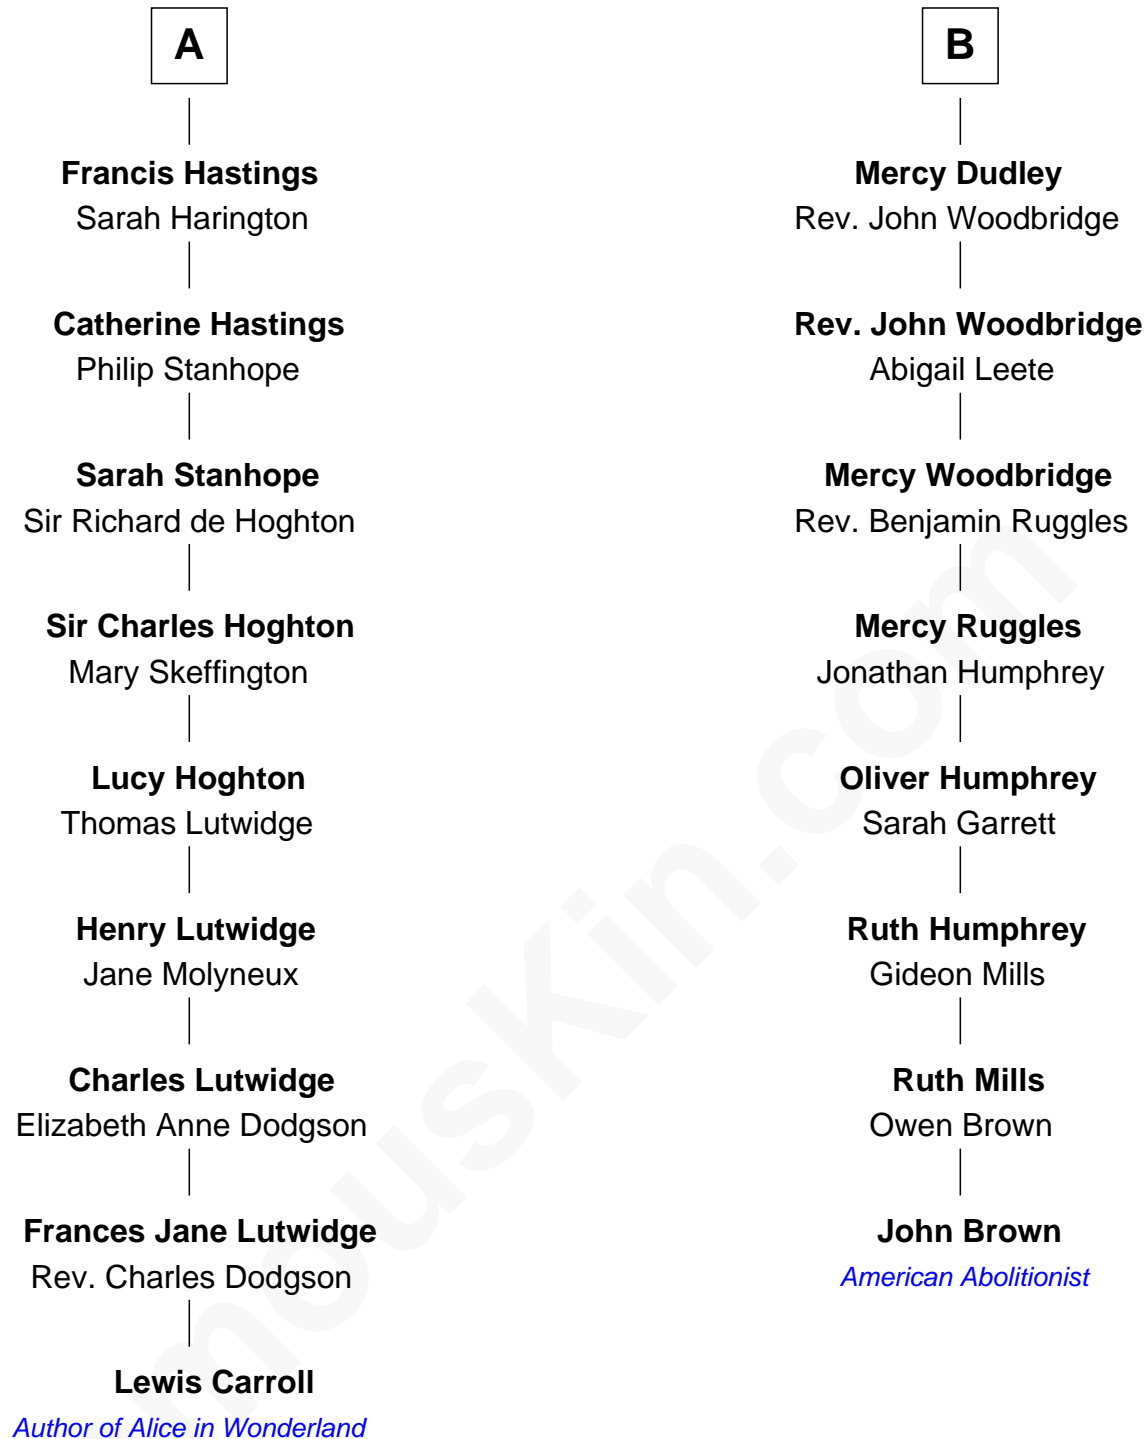 A
Francis Hastings
Sarah Harington
Catherine Hastings
Philip Stanhope
Sarah Stanhope
Sir Richard de Hoghton
Sir Charles Hoghton
Mary Skeffington
Lucy Hoghton
Thomas Lutwidge
Henry Lutwidge
Jane Molyneux
Charles Lutwidge
Elizabeth Anne Dodgson
Frances Jane Lutwidge
Rev. Charles Dodgson
Lewis Carroll
Author of Alice in Wonderland
B
Mercy Dudley
Rev. John Woodbridge
Rev. John Woodbridge
Abigail Leete
Mercy Woodbridge
Rev. Benjamin Ruggles
Mercy Ruggles
Jonathan Humphrey
Oliver Humphrey
Sarah Garrett
Ruth Humphrey
Gideon Mills
Ruth Mills
Owen Brown
John Brown
American Abolitionist
mousKin.com